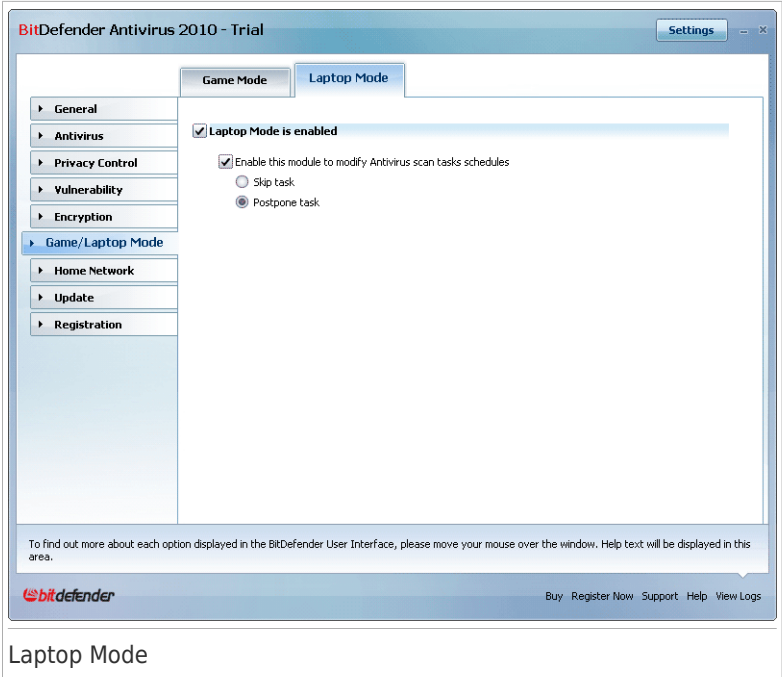 BitDefender Antivirus 2010 - Trial
Settings
Game Mode
Laptop Mode
General
Antivirus
Privacy Control
Vulnerability
Encryption
Game/Laptop Mode
Home Network
Update
Registration
Laptop Mode is enabled
Enable this module to modify Antivirus scan tasks schedules
Skip task
Postpone task
To find out more about each option displayed in the BitDefender User Interface, please move your mouse over the window. Help text will be displayed in this
area.
bitdefender
Buy Register Now Support Help View Logs
Laptop Mode